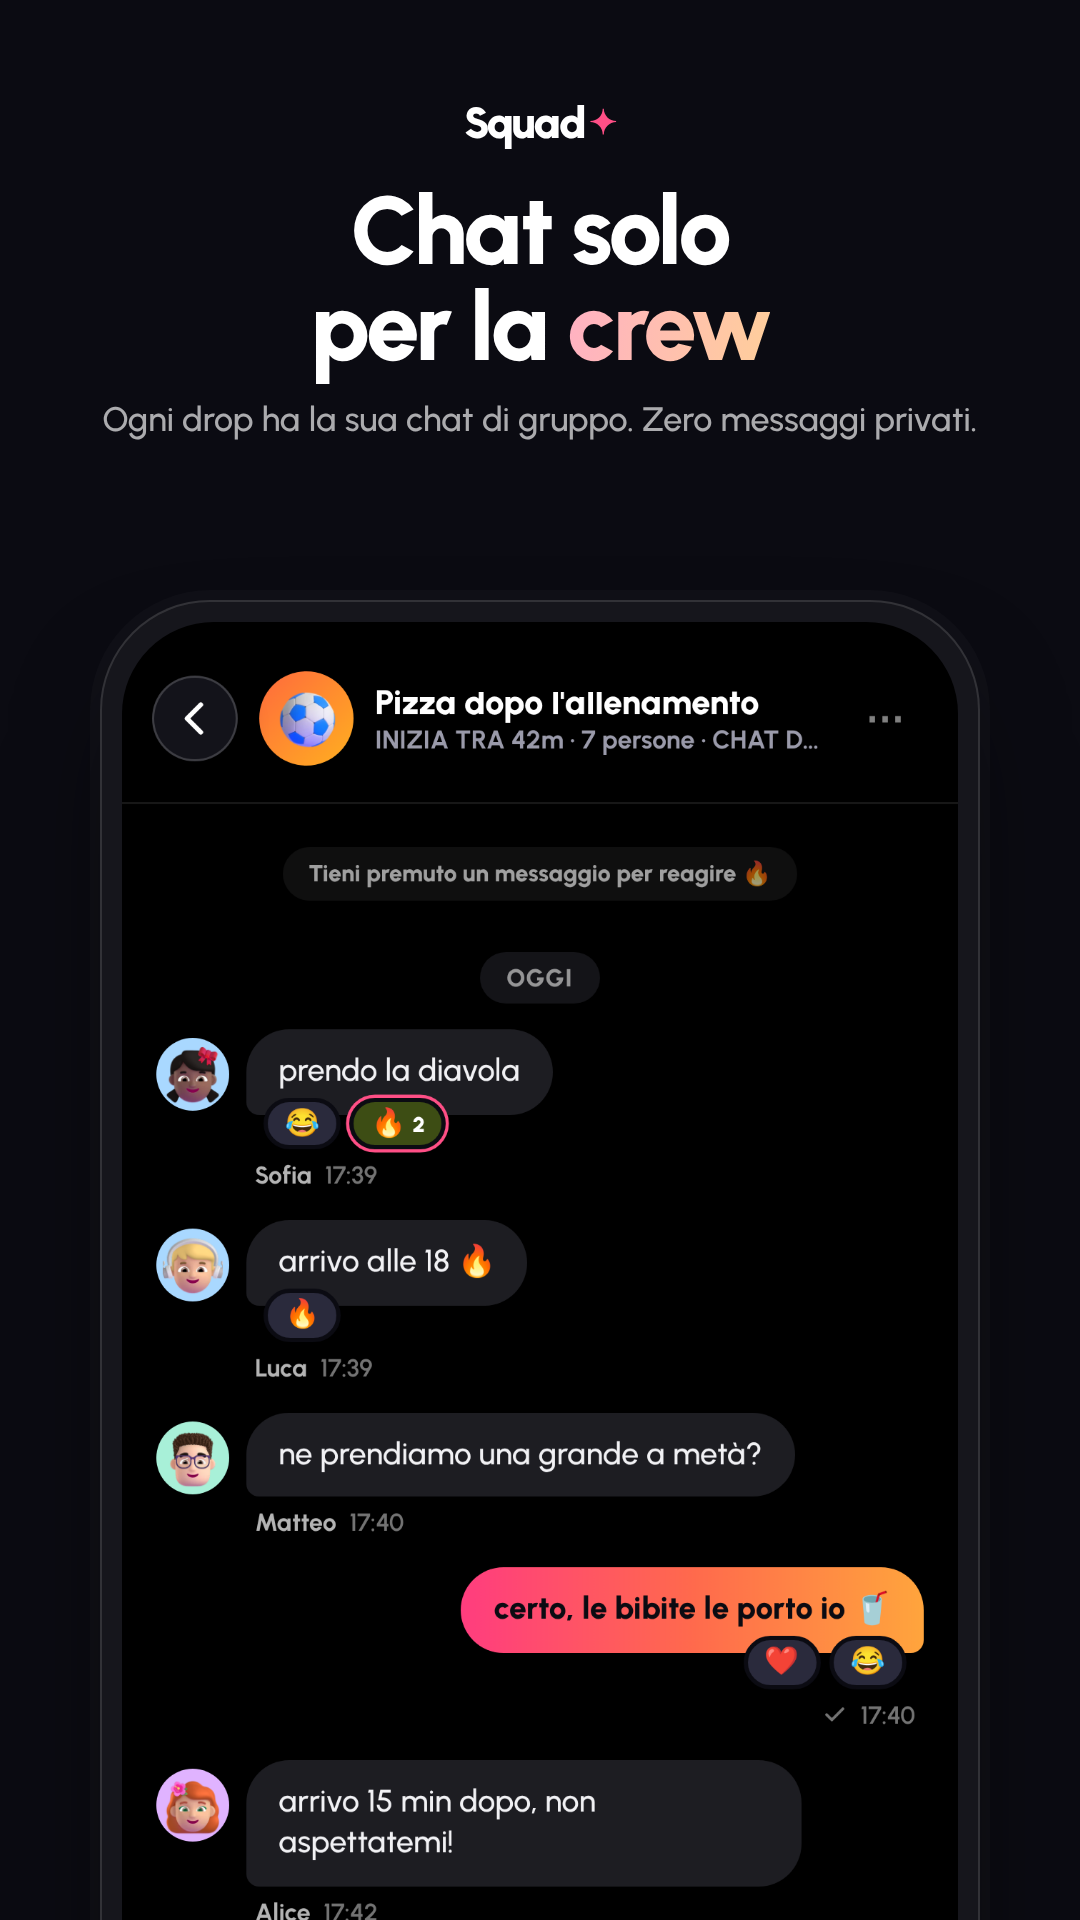 Squad
Chat solo
per la crew
Ogni drop ha la sua chat di gruppo. Zero messaggi privati.
Pizza dopo l'allenamento
INIZIA TRA 42m · 7 persone · CHAT D...
Tieni premuto un messaggio per reagire 🔥
OGGI
prendo la diavola
😂 🔥 2
Sofia 17:39
arrivo alle 18 🔥
🔥
Luca 17:39
ne prendiamo una grande a metà?
Matteo 17:40
certo, le bibite le porto io 🥤
❤️ 😂
✓ 17:40
arrivo 15 min dopo, non
aspettatemi!
Alice 17:42